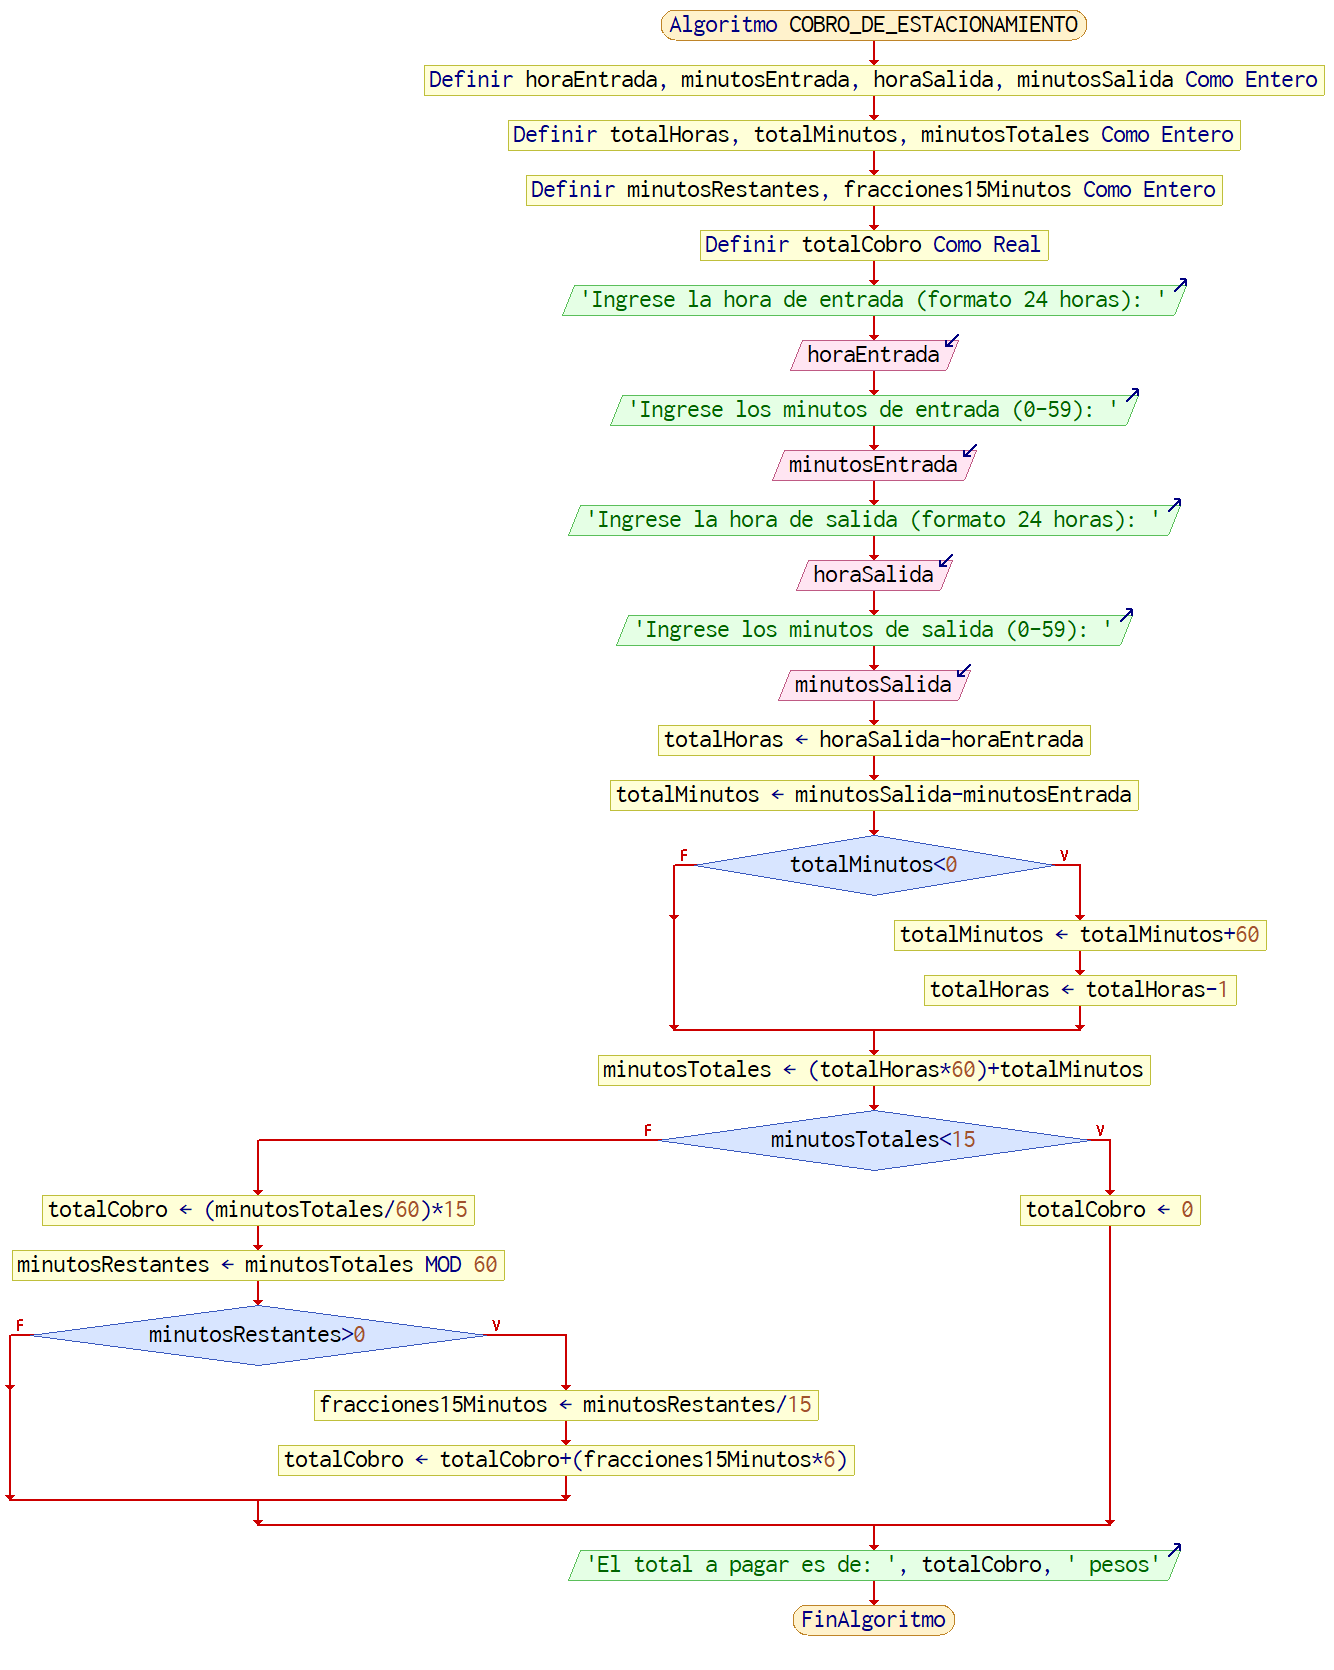 Algoritmo COBRO_DE_ESTACIONAMIENTO
Definir horaEntrada, minutosEntrada, horaSalida, minutosSalida Como Entero
Definir totalHoras, totalMinutos, minutosTotales Como Entero
Definir minutosRestantes, fracciones15Minutos Como Entero
Definir totalCobro Como Real
'Ingrese la hora de entrada (formato 24 horas): '
horaEntrada
'Ingrese los minutos de entrada (0-59): '
minutosEntrada
'Ingrese la hora de salida (formato 24 horas): '
horaSalida
'Ingrese los minutos de salida (0-59): '
minutosSalida
totalHoras ← horaSalida-horaEntrada
totalMinutos ← minutosSalida-minutosEntrada
F
totalMinutos<0
V
totalMinutos ← totalMinutos+60
totalHoras ← totalHoras-1
minutosTotales ← (totalHoras*60)+totalMinutos
F
minutosTotales<15
V
totalCobro ← (minutosTotales/60)*15
totalCobro ← 0
minutosRestantes ← minutosTotales MOD 60
F
minutosRestantes>0
V
fracciones15Minutos ← minutosRestantes/15
totalCobro ← totalCobro+(fracciones15Minutos*6)
'El total a pagar es de: ', totalCobro, ' pesos'
FinAlgoritmo